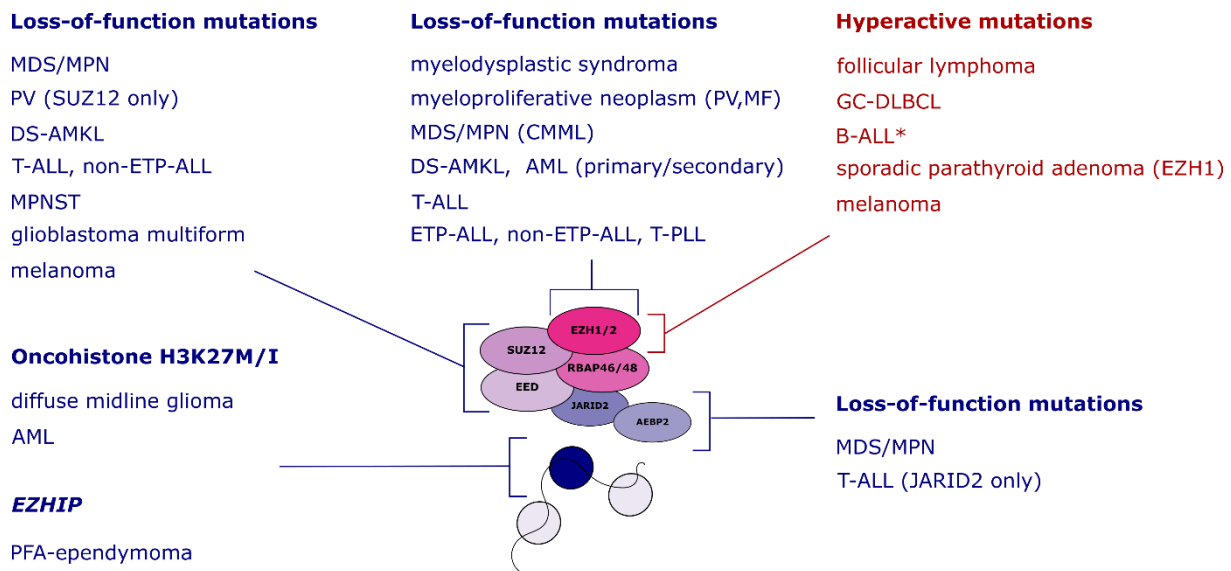 Loss-of-function mutations
MDS/MPN
PV (SUZ12 only)
DS-AMKL
T-ALL, non-ETP-ALL
MPNST
glioblastoma multiform
melanoma
Loss-of-function mutations
myelodysplastic syndroma
myeloproliferative neoplasm (PV,MF)
MDS/MPN (CMML)
DS-AMKL, AML (primary/secondary)
T-ALL
ETP-ALL, non-ETP-ALL, T-PLL
Hyperactive mutations
follicular lymphoma
GC-DLBCL
B-ALL*
sporadic parathyroid adenoma (EZH1)
melanoma
EZH1/2
SUZ12
RBAP46/48
EED
JARID2
AEBP2
Oncohistone H3K27M/I
diffuse midline glioma
AML
EZHIP
PFA-ependymoma
Loss-of-function mutations
MDS/MPN
T-ALL (JARID2 only)